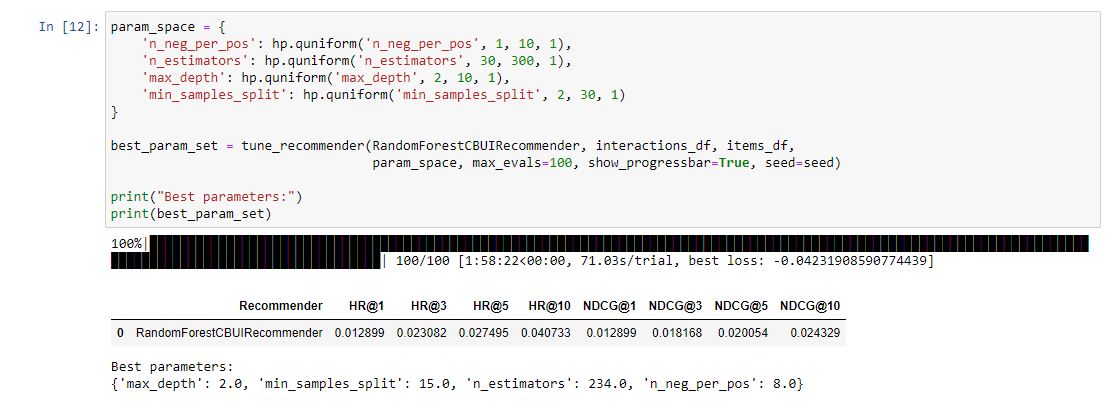 In [12]: param_space = {
    'n_neg_per_pos': hp.quniform('n_neg_per_pos', 1, 10, 1),
    'n_estimators': hp.quniform('n_estimators', 30, 300, 1),
    'max_depth': hp.quniform('max_depth', 2, 10, 1),
    'min_samples_split': hp.quniform('min_samples_split', 2, 30, 1)
}
best_param_set = tune_recommender(RandomForestCBUIRecommender, interactions_df, items_df,
                                  param_space, max_evals=100, show_progressbar=True, seed=seed)
print("Best parameters:")
print(best_param_set)
100%|
| 100/100 [1:58:22<00:00, 71.03s/trial, best loss: -0.04231908590774439]
Recommender HR@1 HR@3 HR@5 HR@10 NDCG@1 NDCG@3 NDCG@5 NDCG@10
0 RandomForestCBUIRecommender 0.012899 0.023082 0.027495 0.040733 0.012899 0.018168 0.020054 0.024329
Best parameters:
{'max_depth': 2.0, 'min_samples_split': 15.0, 'n_estimators': 234.0, 'n_neg_per_pos': 8.0}